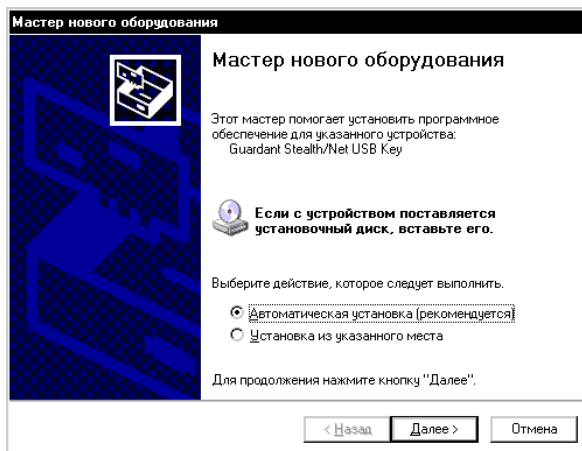 Мастер нового оборудования
Мастер нового оборудования
Этот мастер помогает установить программное
обеспечение для указанного устройства:
Guardant Stealth/Net USB Key
Если с устройством поставляется
установочный диск, вставьте его.
Выберите действие, которое следует выполнить.
Автоматическая установка (рекомендуется)
Установка из указанного места
Для продолжения нажмите кнопку "Далее".
< Назад Далее > Отмена